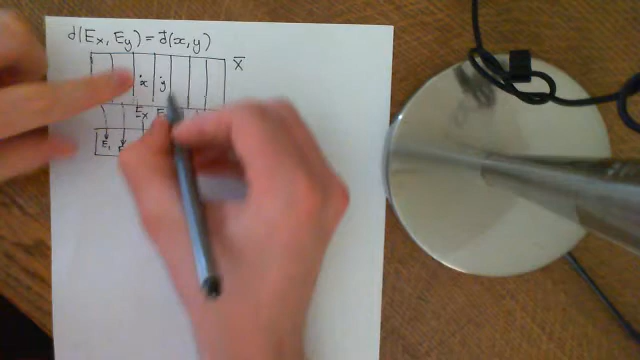 d(Ex, Ey) = d̄(x,y)
X̄
x y
Ex
E₁